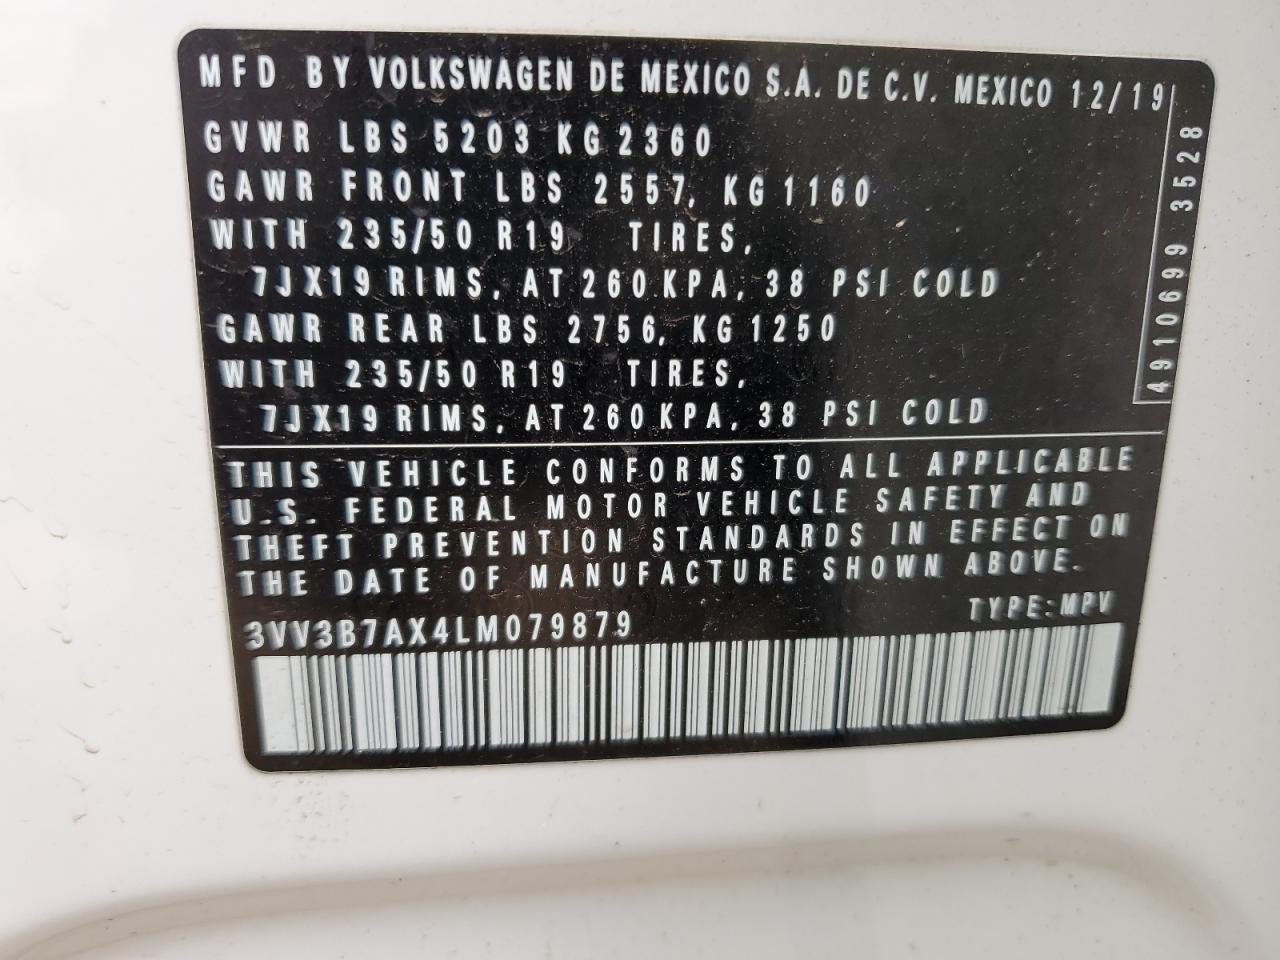 MFD BY VOLKSWAGEN DE MEXICO S.A. DE C.V. MEXICO 12/19
GVWR LBS 5203 KG 2360
GAWR FRONT LBS 2557, KG 1160
WITH 235/50 R19 TIRES,
7JX19 RIMS, AT 260 KPA, 38 PSI COLD
GAWR REAR LBS 2756, KG 1250
WITH 235/50 R19 TIRES,
7JX19 RIMS, AT 260 KPA, 38 PSI COLD
4910699 3528
THIS VEHICLE CONFORMS TO ALL APPLICABLE
U.S. FEDERAL MOTOR VEHICLE SAFETY AND
THEFT PREVENTION STANDARDS IN EFFECT ON
THE DATE OF MANUFACTURE SHOWN ABOVE.
TYPE: MPV
3VV3B7AX4LM079879